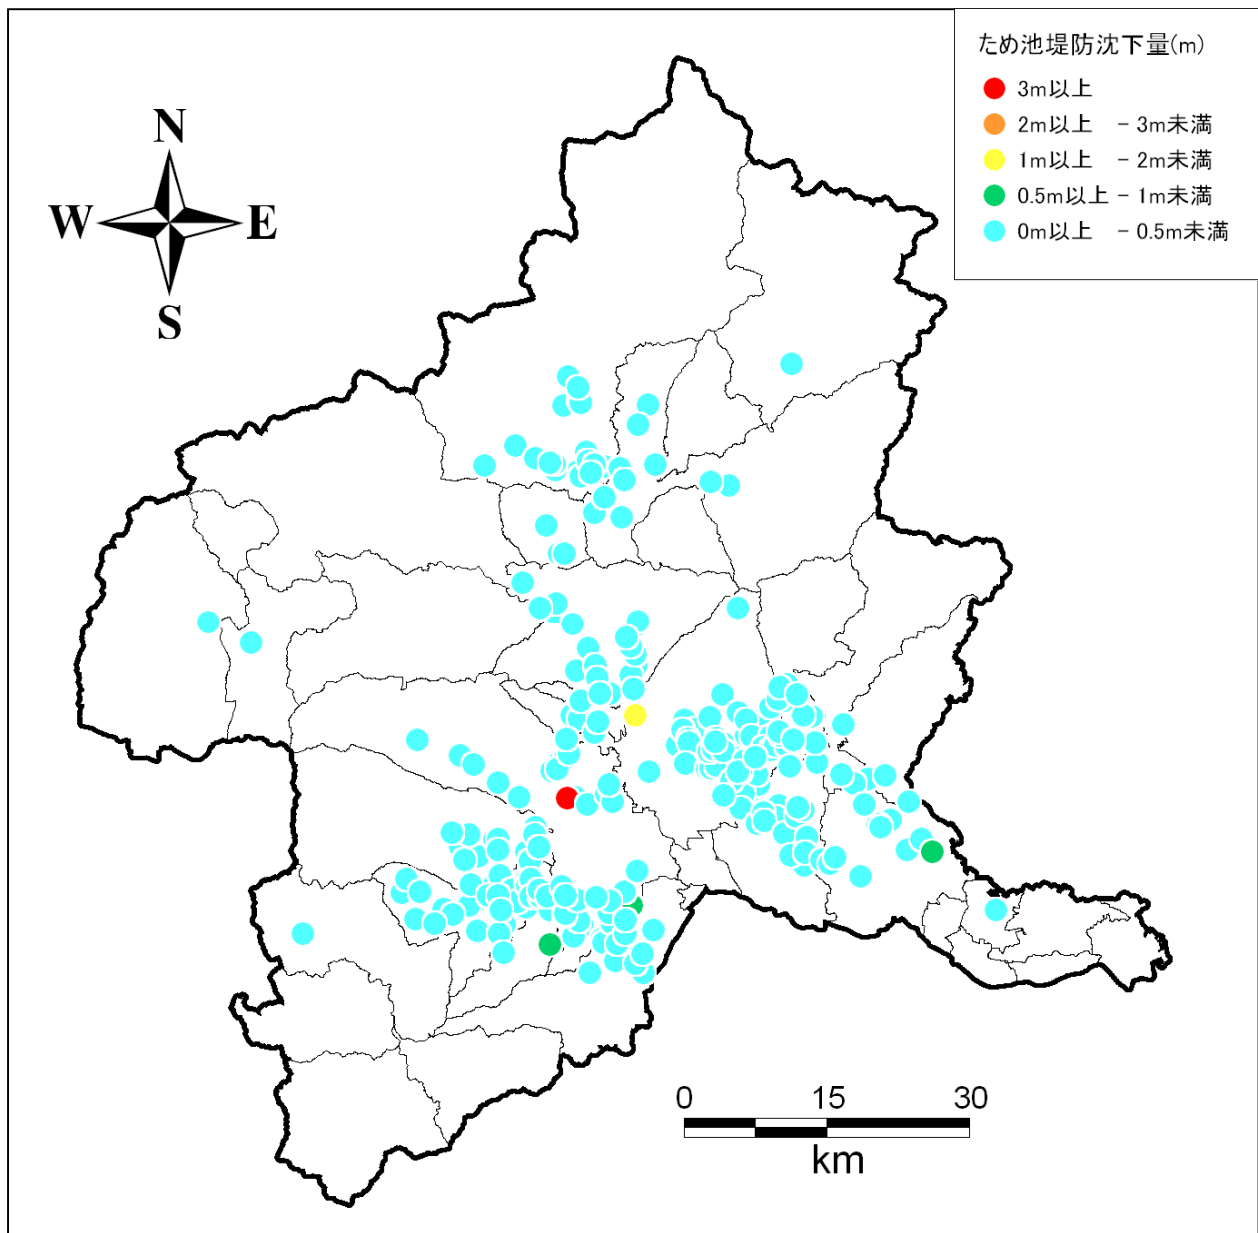 ため池堤防沈下量(m)
3m以上
2m以上 － 3m未満
1m以上 － 2m未満
0.5m以上 － 1m未満
0m以上 － 0.5m未満
N
W E
S
0 15 30
km